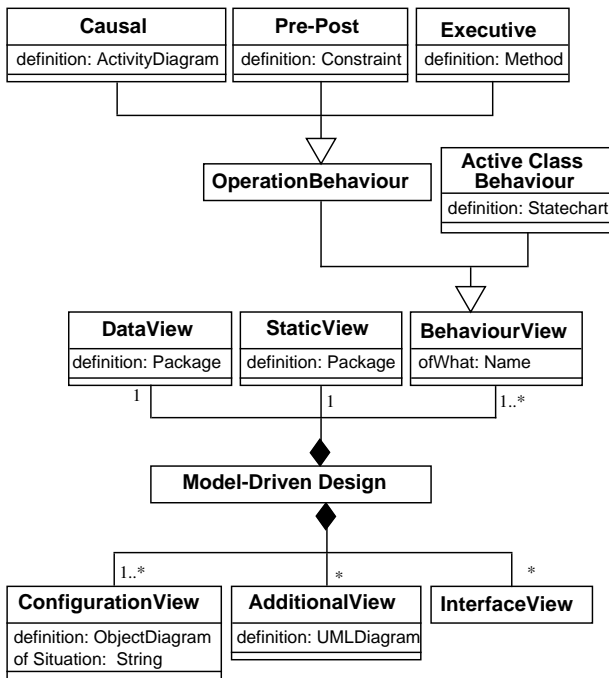 Causal
definition: ActivityDiagram
Pre-Post
definition: Constraint
Executive
definition: Method
OperationBehaviour
Active Class
Behaviour
definition: Statechart
DataView
definition: Package
StaticView
definition: Package
BehaviourView
ofWhat: Name
1
1
1..*
Model-Driven Design
1..*
*
*
ConfigurationView
definition: ObjectDiagram
of Situation: String
AdditionalView
definition: UMLDiagram
InterfaceView